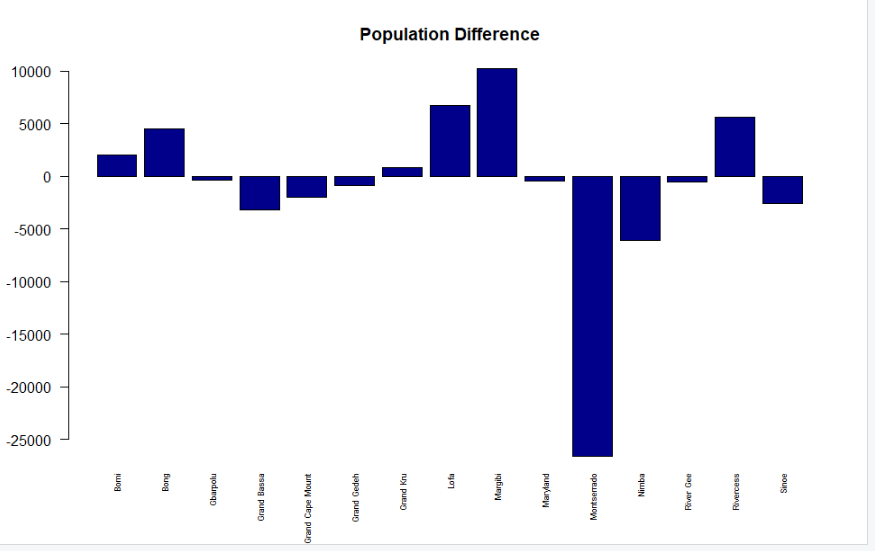 Population Difference
10000
5000
0
-5000
-10000
-15000
-20000
-25000
Bomi
Bong
Gbarpolu
Grand Bassa
Grand Cape Mount
Grand Gedeh
Grand Kru
Lofa
Margibi
Maryland
Montserrado
Nimba
River Gee
Rivercess
Sinoe